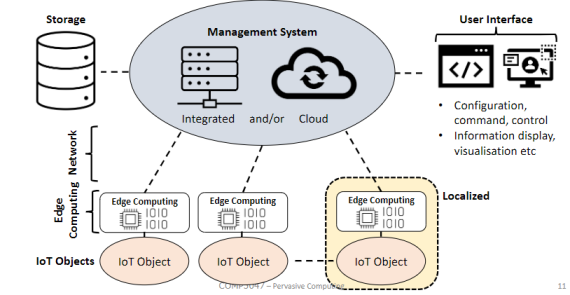 Storage
Management System
User Interface
Integrated and/or Cloud
• Configuration,
command, control
• Information display,
visualisation etc
Network
Edge
Computing
Edge Computing
1010
1010
Edge Computing
1010
1010
Edge Computing
1010
1010
Localized
IoT Objects
IoT Object
IoT Object
IoT Object
COMP5047 – Pervasive Computing
11